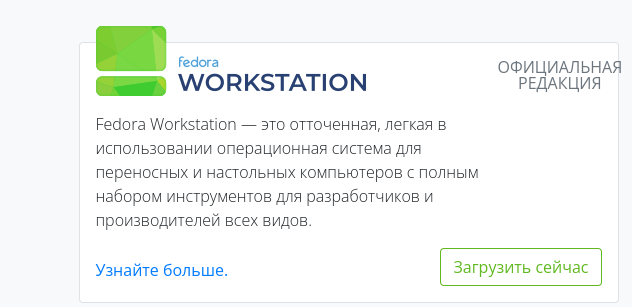 fedora
WORKSTATION
ОФИЦИАЛЬНАЯ
РЕДАКЦИЯ
Fedora Workstation — это отточенная, легкая в
использовании операционная система для
переносных и настольных компьютеров с полным
набором инструментов для разработчиков и
производителей всех видов.
Узнайте больше.
Загрузить сейчас